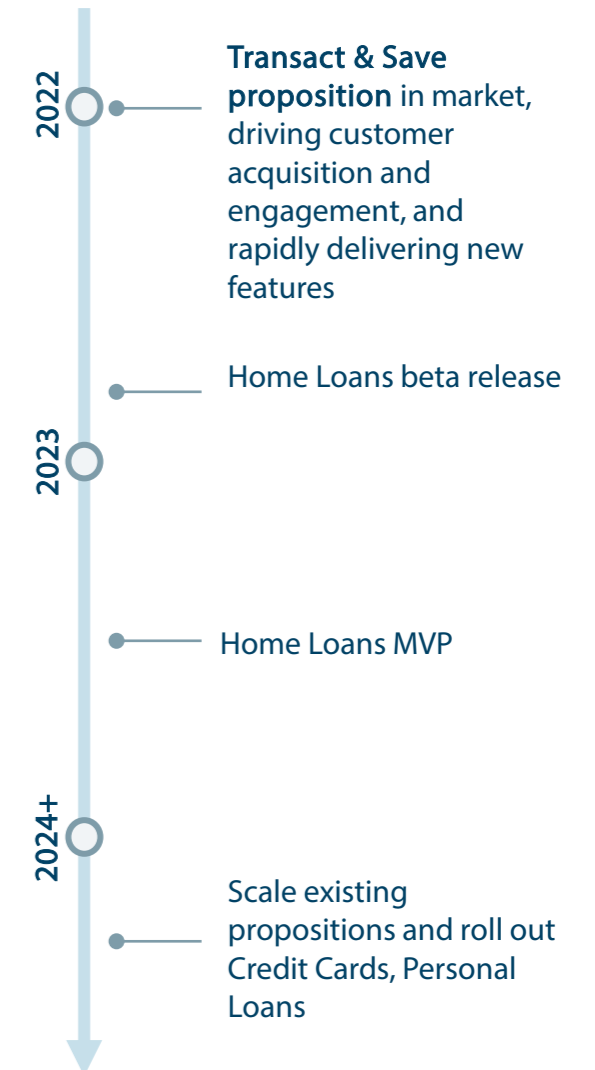 2022
Transact & Save
proposition in market,
driving customer
acquisition and
engagement, and
rapidly delivering new
features
Home Loans beta release
2023
Home Loans MVP
2024+
Scale existing
propositions and roll out
Credit Cards, Personal
Loans